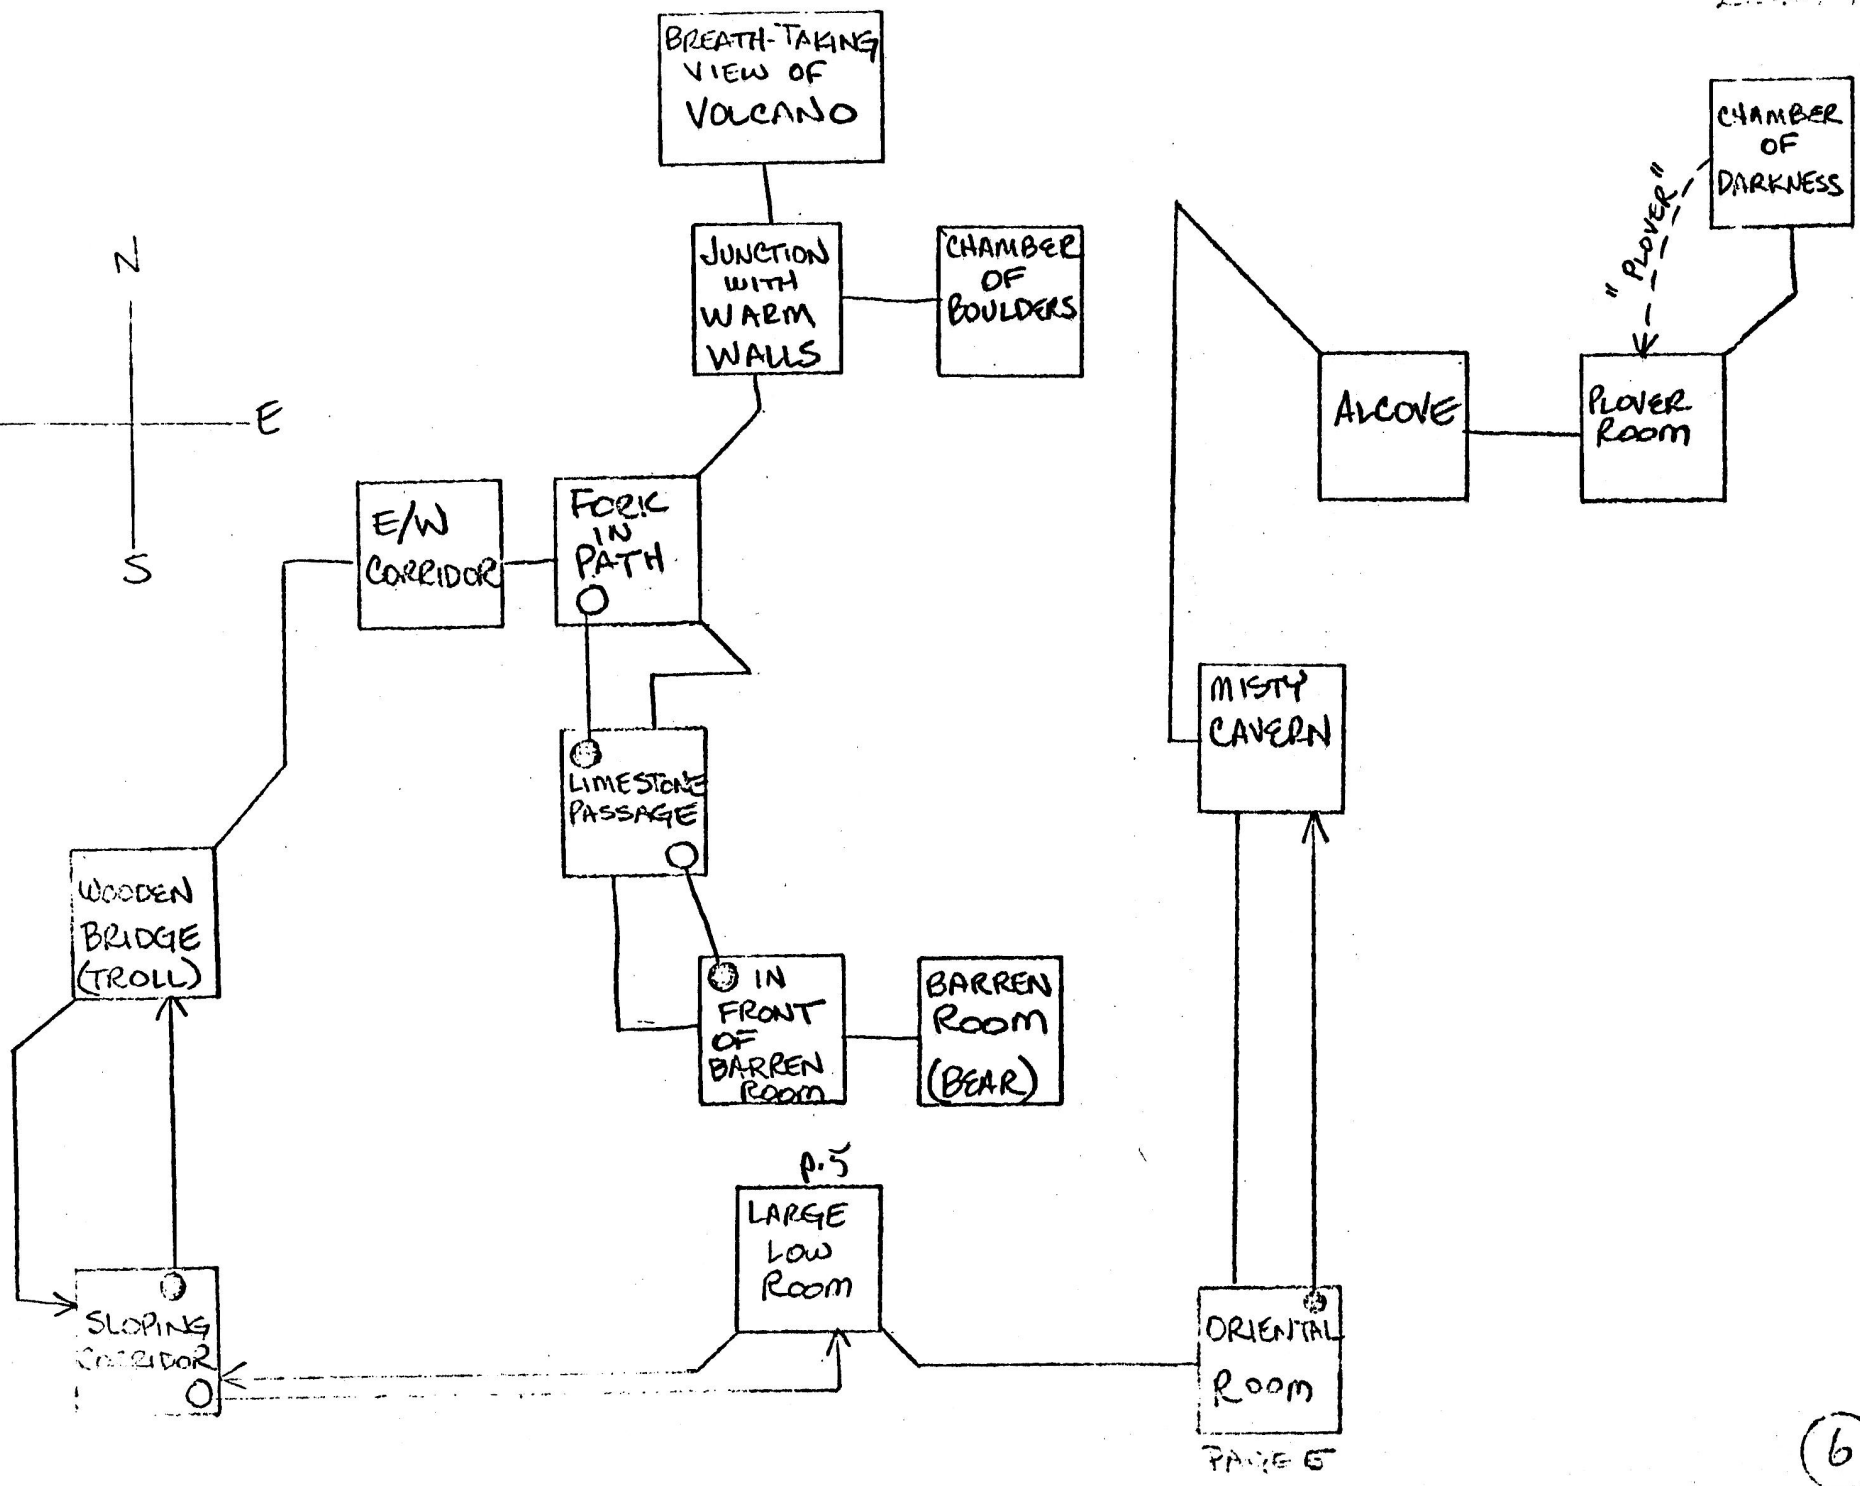 BREATH-TAKING
VIEW OF
VOLCANO
CHAMBER
OF
DARKNESS
"PLOVER"
JUNCTION
WITH
WARM
WALLS
CHAMBER
OF
BOULDERS
N
E
S
ALCOVE
PLOVER
ROOM
E/W
CORRIDOR
FORK
IN
PATH
MISTY
CAVERN
LIMESTONE
PASSAGE
WOODEN
BRIDGE
(TROLL)
IN
FRONT
OF
BARREN
ROOM
BARREN
ROOM
(BEAR)
P.5
LARGE
LOW
ROOM
SLOPING
CORRIDOR
ORIENTAL
ROOM
PAGE 5
6